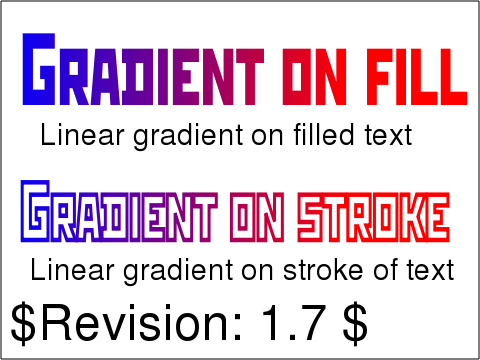 Gradient on fill
Linear gradient on filled text
Gradient on stroke
Linear gradient on stroke of text
$Revision: 1.7 $